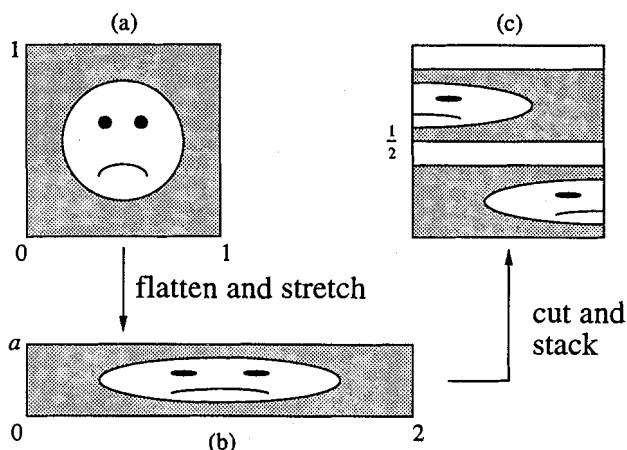 (a)
(c)
1
0
1
1/2
flatten and stretch
cut and
stack
a
0
(b)
2